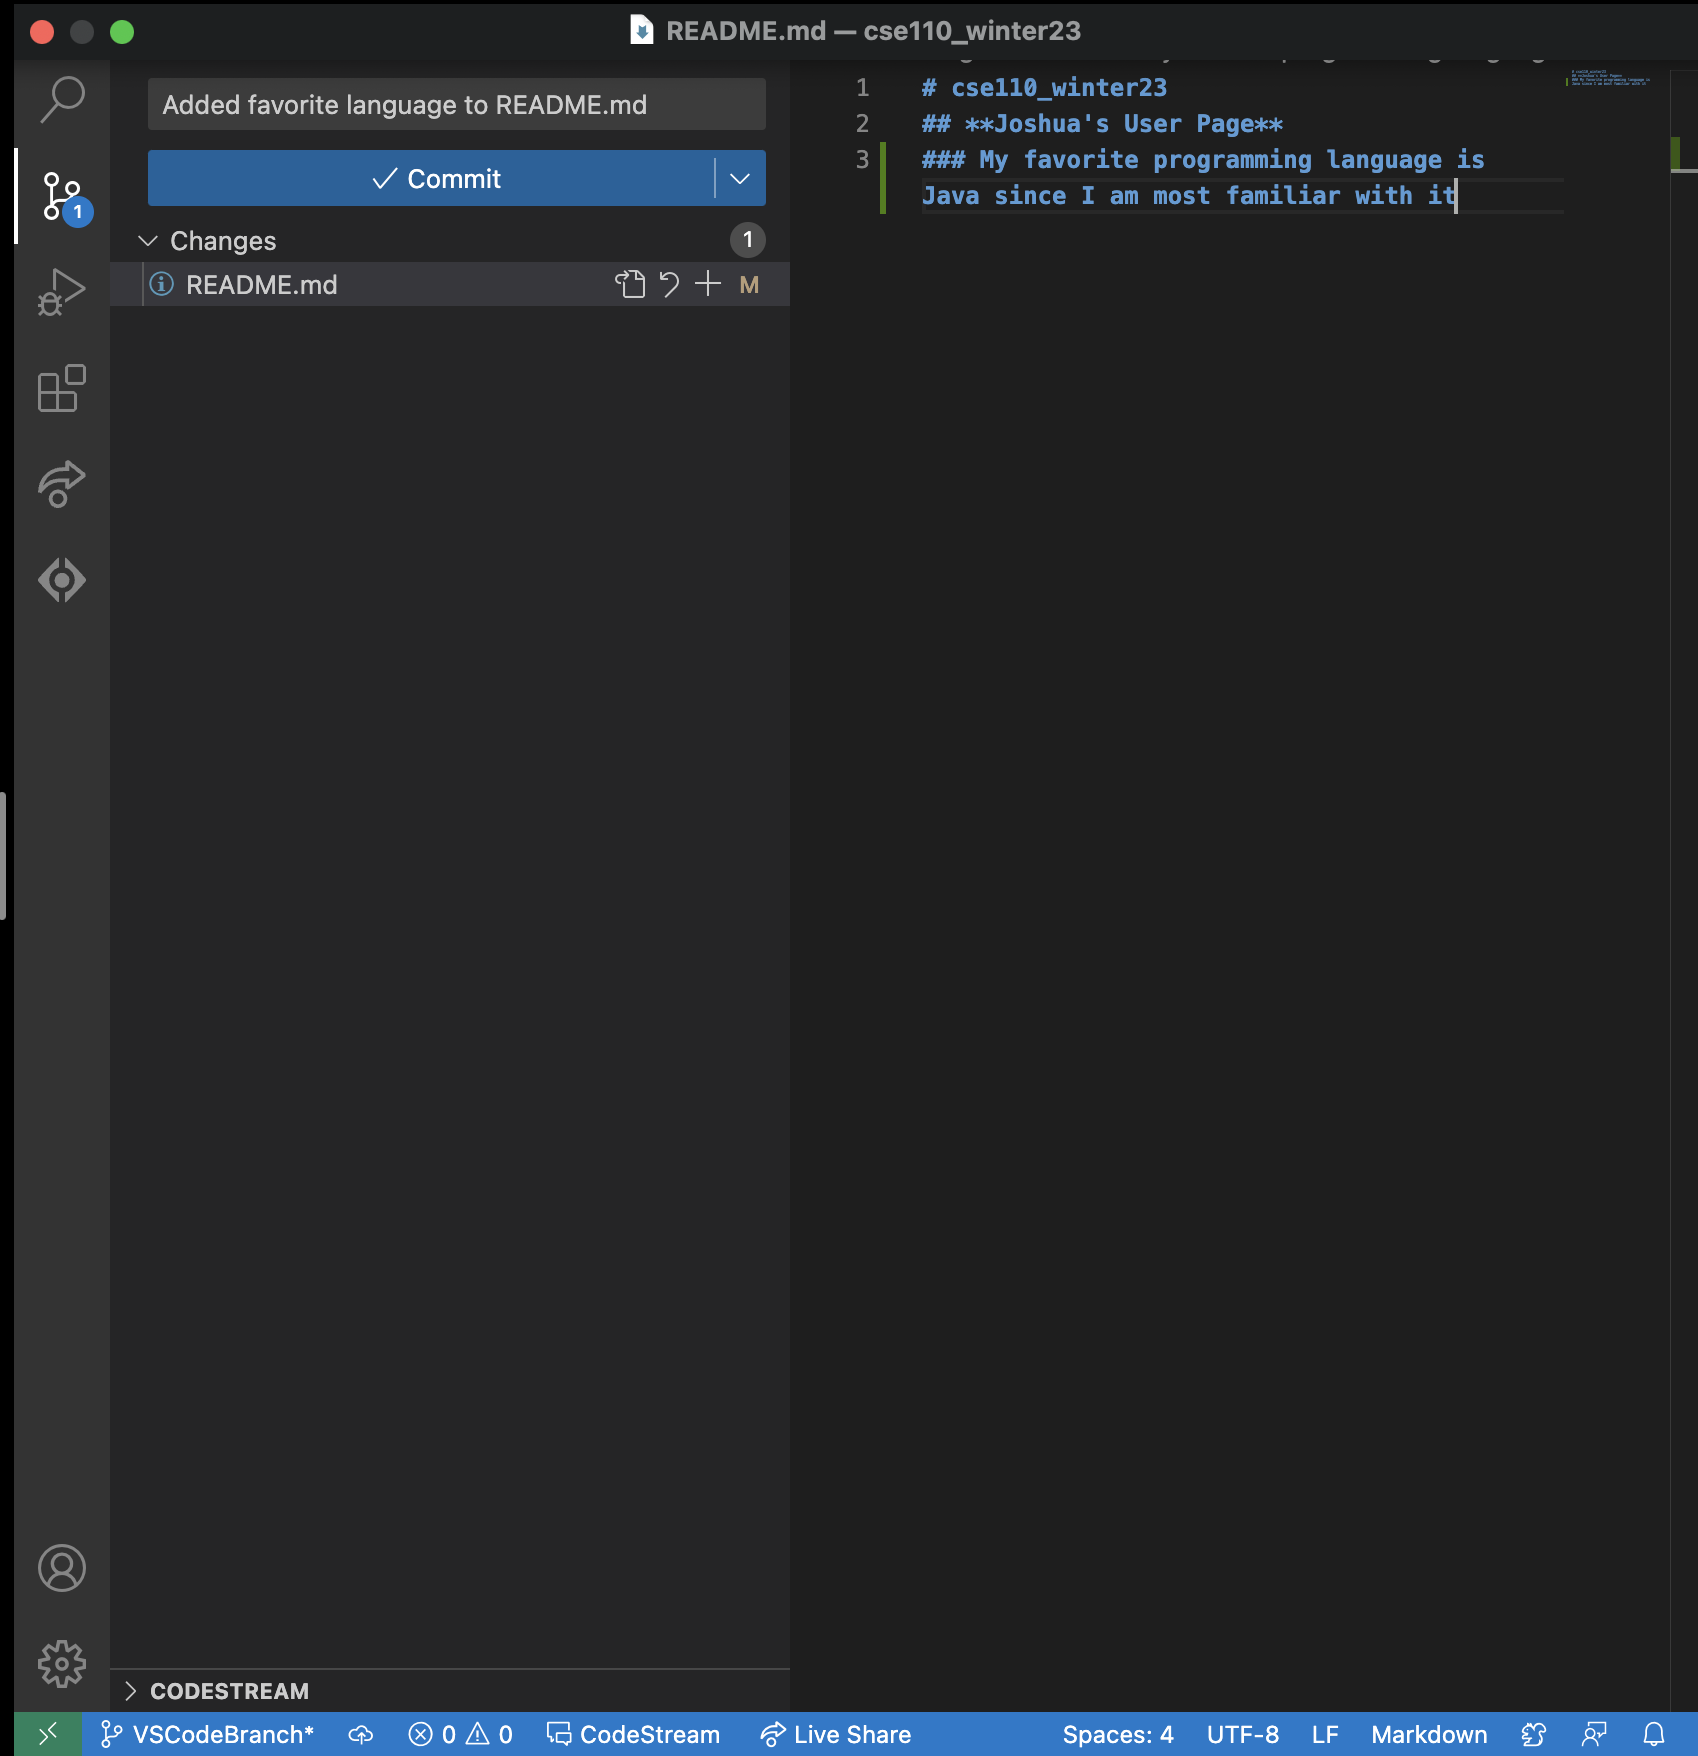 README.md — cse110_winter23
Added favorite language to README.md
Commit
Changes 1
README.md M
1
1 # cse110_winter23
2 ## **Joshua's User Page**
3 ### My favorite programming language is
Java since I am most familiar with it
CODESTREAM
VSCodeBranch* 0 0 CodeStream Live Share Spaces: 4 UTF-8 LF Markdown